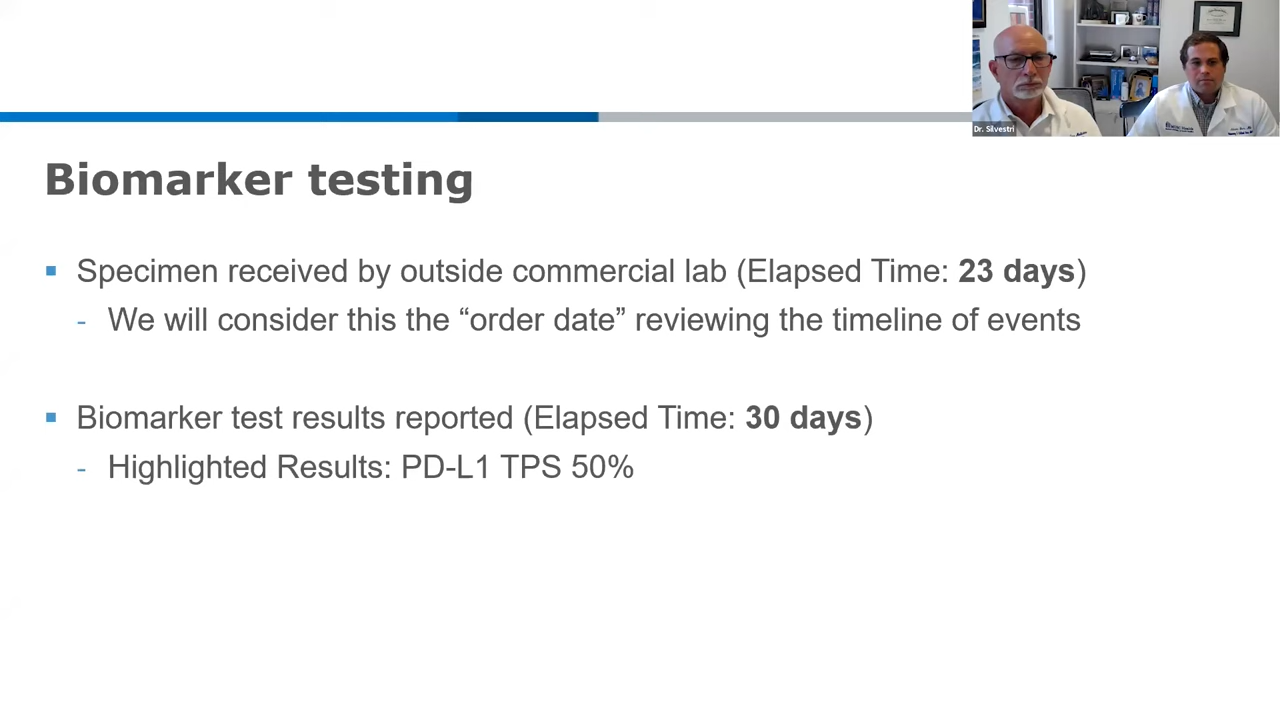 Dr. Silvestri
Biomarker testing
▪ Specimen received by outside commercial lab (Elapsed Time: 23 days)
- We will consider this the “order date” reviewing the timeline of events
▪ Biomarker test results reported (Elapsed Time: 30 days)
- Highlighted Results: PD-L1 TPS 50%